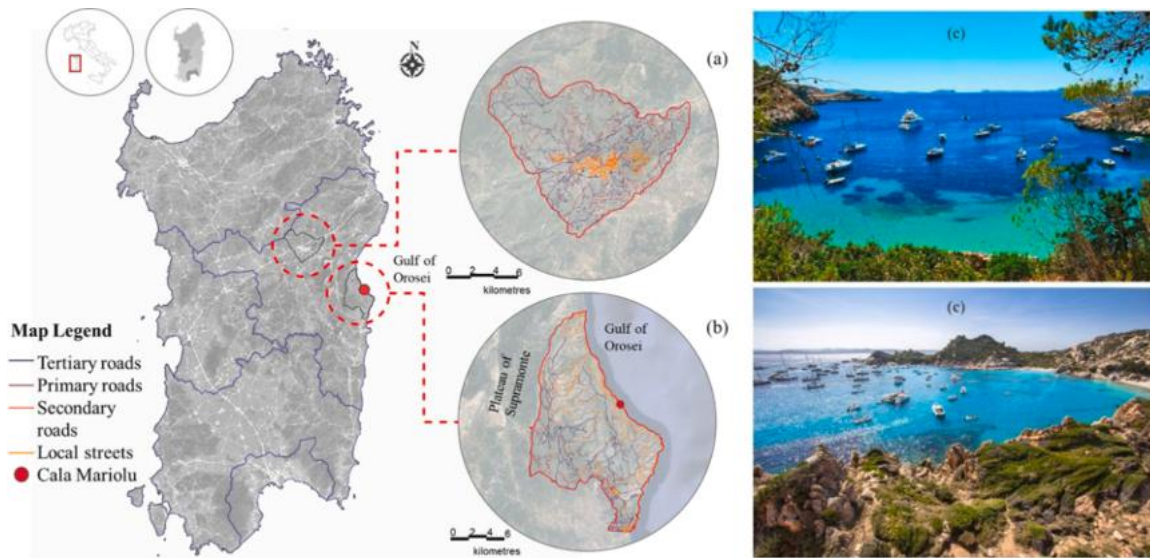 N
(a)
Gulf of
Orosei
0 2 4 6
kilometres
Map Legend
Tertiary roads
Primary roads
Secondary
roads
Local streets
Cala Mariolu
(b)
Gulf of
Orosei
Plateau of
Supramonte
0 2 4 6
kilometres
(c)
(c)